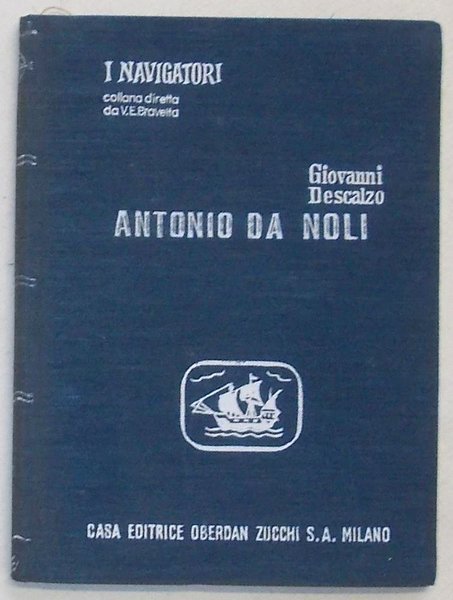 I NAVIGATORI
collana diretta
da V.E.Bravetta
Giovanni
Descalzo
ANTONIO DA NOLI
CASA EDITRICE OBERDAN ZUCCHI S.A. MILANO